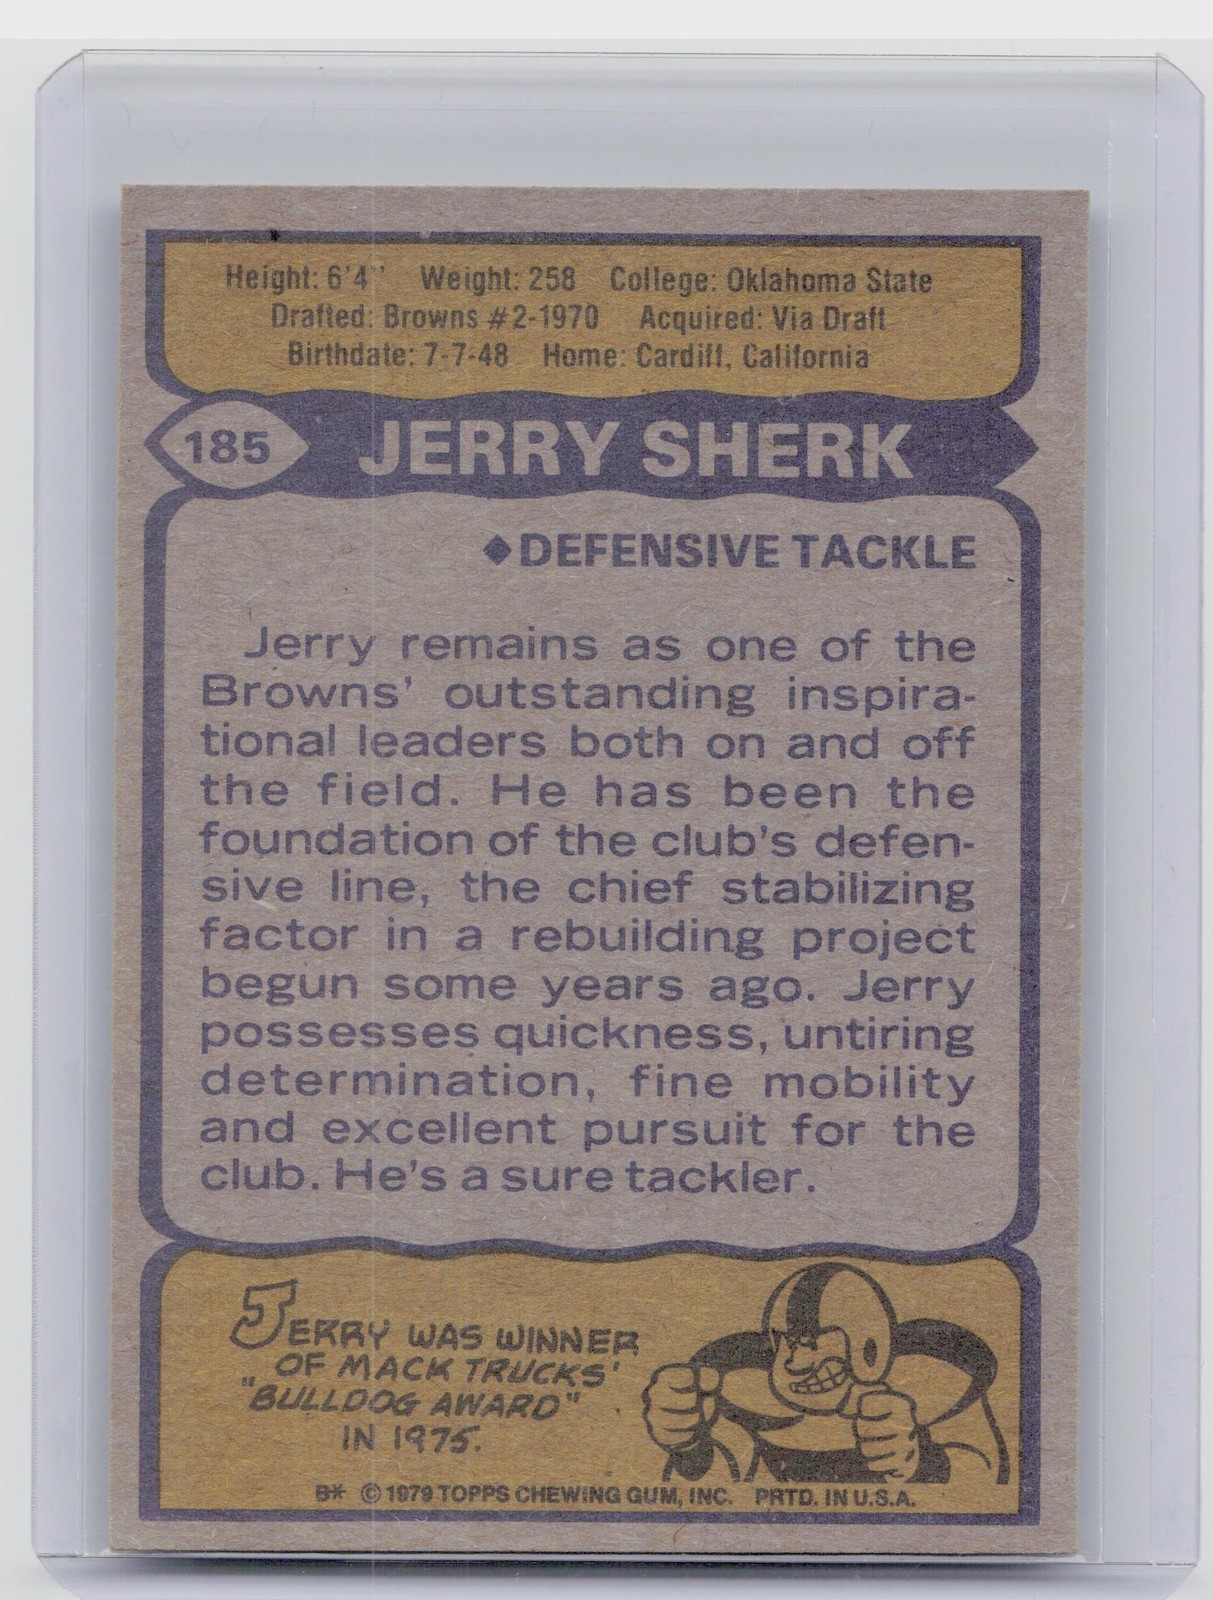 Height: 6'4'' Weight: 258 College: Oklahoma State
Drafted: Browns #2-1970 Acquired: Via Draft
Birthdate: 7-7-48 Home: Cardiff, California
185 JERRY SHERK
◆DEFENSIVE TACKLE
Jerry remains as one of the
Browns' outstanding inspira-
tional leaders both on and off
the field. He has been the
foundation of the club's defen-
sive line, the chief stabilizing
factor in a rebuilding project
begun some years ago. Jerry
possesses quickness, untiring
determination, fine mobility
and excellent pursuit for the
club. He's a sure tackler.
JERRY WAS WINNER
OF MACK TRUCKS'
"BULLDOG AWARD"
IN 1975.
B* © 1979 TOPPS CHEWING GUM, INC. PRTD. IN U.S.A.